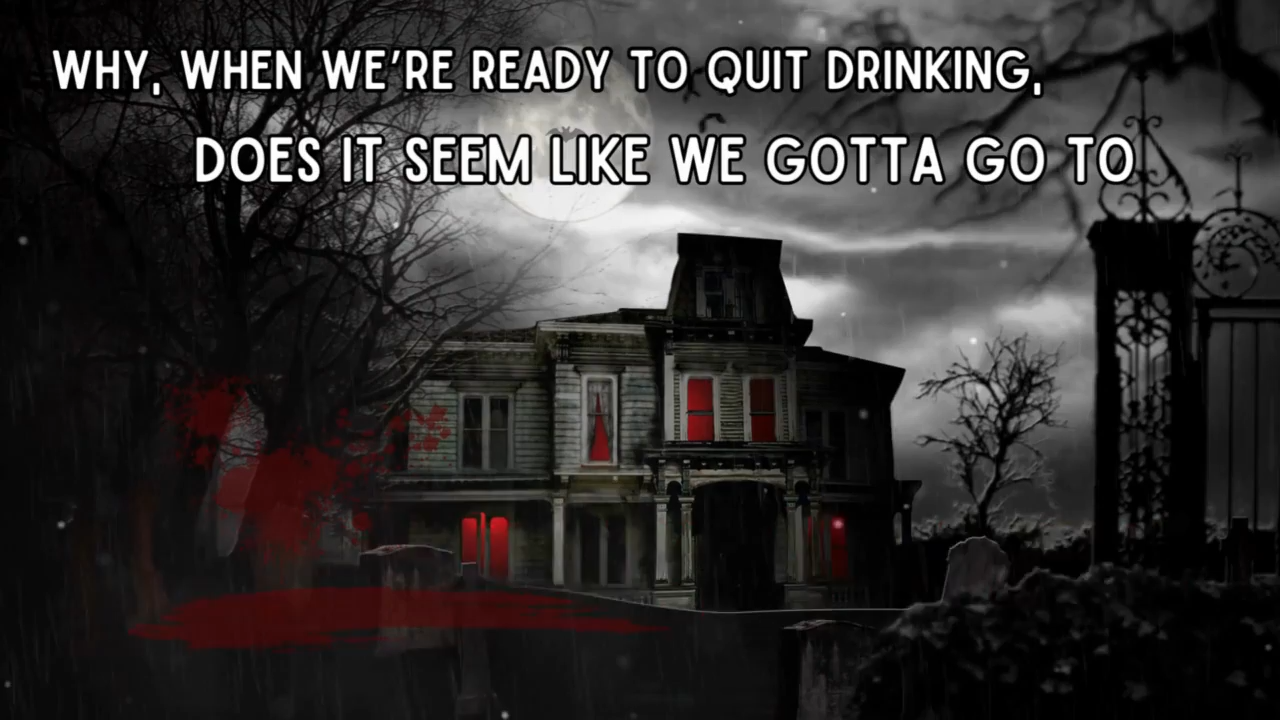 WHY, WHEN WE'RE READY TO QUIT DRINKING,
DOES IT SEEM LIKE WE GOTTA GO TO